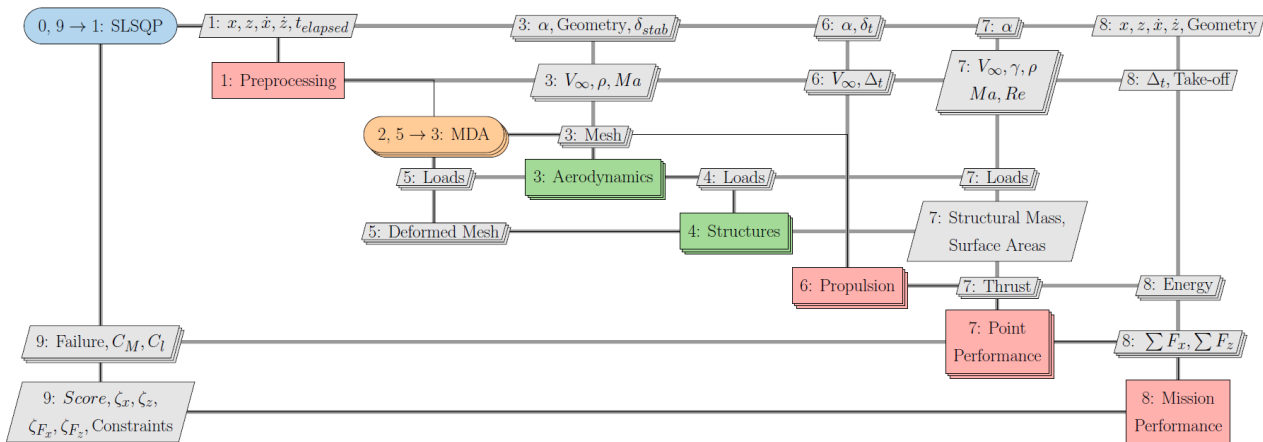 0, 9 → 1: SLSQP
1: x, z, ẋ, ż, t_elapsed
3: α, Geometry, δ_stab
6: α, δ_t
7: α
8: x, z, ẋ, ż, Geometry
1: Preprocessing
3: V_∞, ρ, Ma
6: V_∞, Δ_t
7: V_∞, γ, ρ
Ma, Re
8: Δ_t, Take-off
2, 5 → 3: MDA
3: Mesh
5: Loads
3: Aerodynamics
4: Loads
7: Loads
5: Deformed Mesh
4: Structures
7: Structural Mass,
Surface Areas
6: Propulsion
7: Thrust
8: Energy
9: Failure, C_M, C_l
7: Point
Performance
8: ∑ F_x, ∑ F_z
9: Score, ζ_x, ζ_z,
ζ_{F_x}, ζ_{F_z}, Constraints
8: Mission
Performance